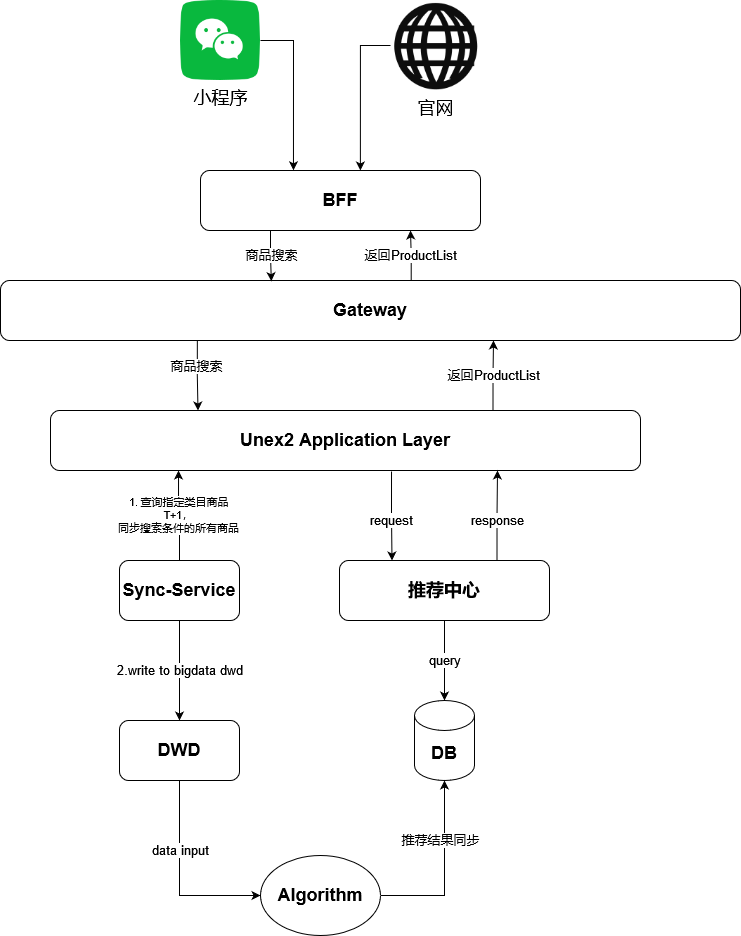 小程序
官网
BFF
商品搜索
返回ProductList
Gateway
商品搜索
返回ProductList
Unex2 Application Layer
1. 查询指定类目商品
T+1,
同步搜索条件的所有商品
request
response
Sync-Service
推荐中心
2.write to bigdata dwd
query
DWD
DB
data input
推荐结果同步
Algorithm